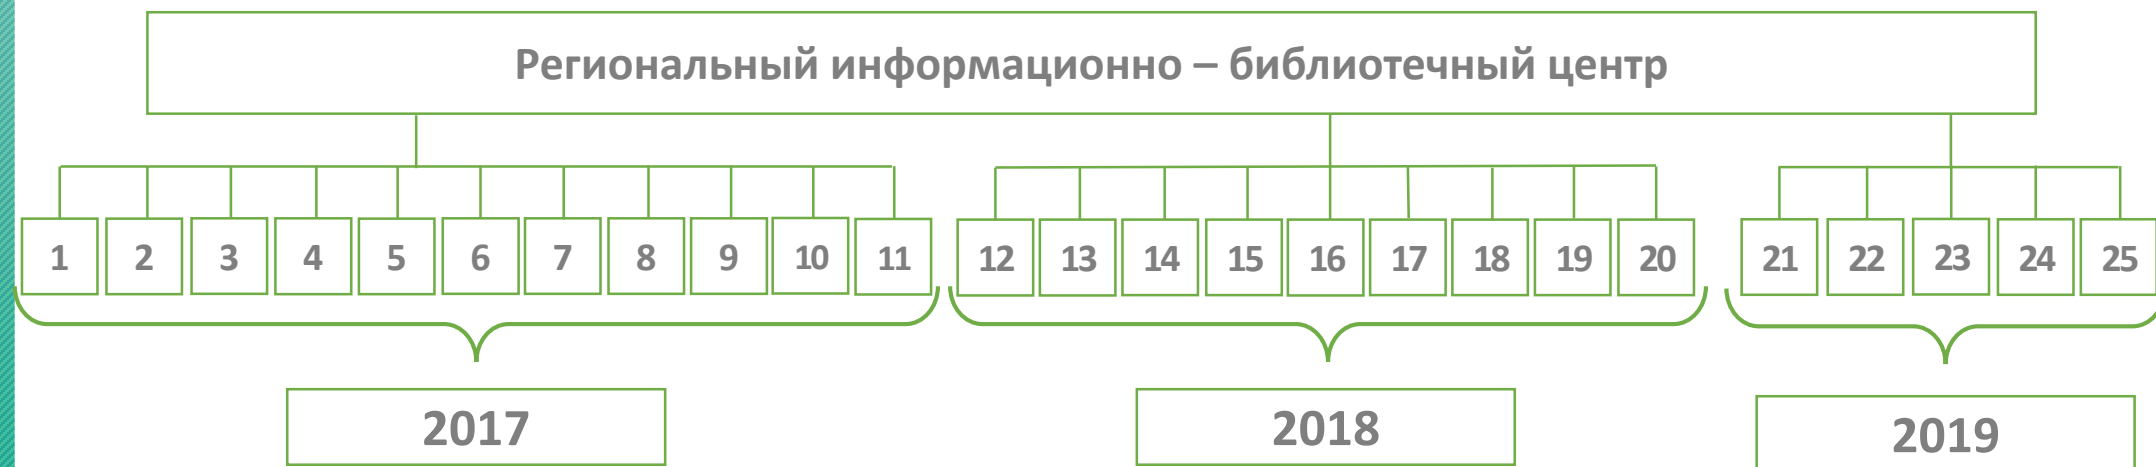 Региональный информационно – библиотечный центр
1 2 3 4 5 6 7 8 9 10 11 12 13 14 15 16 17 18 19 20 21 22 23 24 25
2017 2018 2019